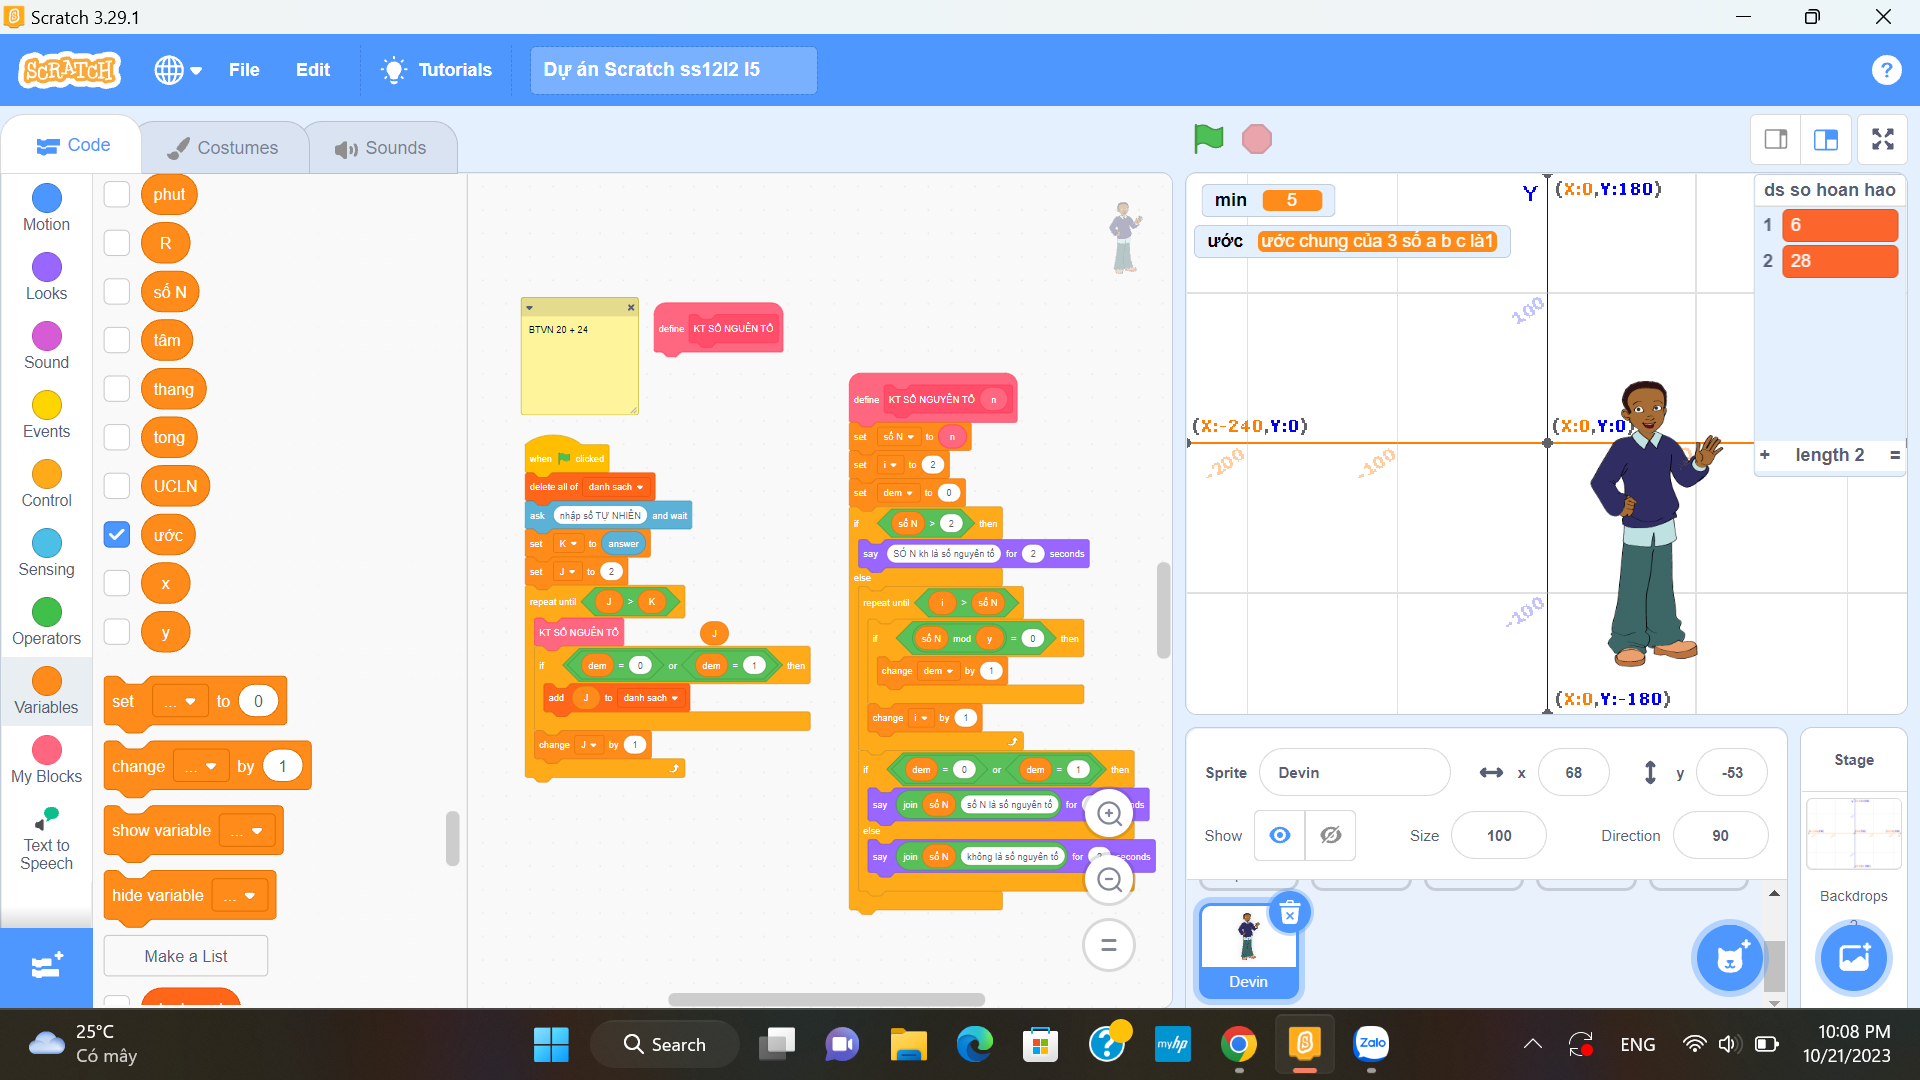 Scratch 3.29.1
SCRATCH
File
Edit
Tutorials
Dự án Scratch ss12l2 l5
?
Code
Costumes
Sounds
Motion
Looks
Sound
Events
Control
Sensing
Operators
Variables
My Blocks
Text to
Speech
phut
R
số N
tâm
thang
tong
UCLN
ước
x
y
set ... to 0
change ... by 1
show variable ...
hide variable ...
Make a List
BTVN 20 + 24
define KT SỐ NGUÊN TỐ
when clicked
delete all of danh sach
ask nhập số TỰ NHIÊN and wait
set K to answer
set J to 2
repeat until J > K
KT SỐ NGUÊN TỐ
J
if dem = 0 or dem = 1 then
add J to danh sach
change J by 1
define KT SỐ NGUYÊN TỐ n
set số N to n
set i to 2
set dem to 0
if số N > 2 then
say SỐ N kh là số nguyên tố for 2 seconds
else
repeat until i > số N
if số N mod y = 0 then
change dem by 1
change i by 1
if dem = 0 or dem = 1 then
say join số N số N là số nguyên tố for nds
else
say join số N không là số nguyên tố for econds
min 5
ước ước chung của 3 số a b c là1
Y
(X:0,Y:180)
(X:-240,Y:0)
(X:0,Y:0)
(X:0,Y:-180)
-200
-100
100
-100
ds so hoan hao
1 6
2 28
+ length 2 =
Sprite Devin x 68 y -53
Show Size 100 Direction 90
Devin
Stage
Backdrops
25°C
Có mây
Search
myhp
Zalo
ENG
10:08 PM
10/21/2023